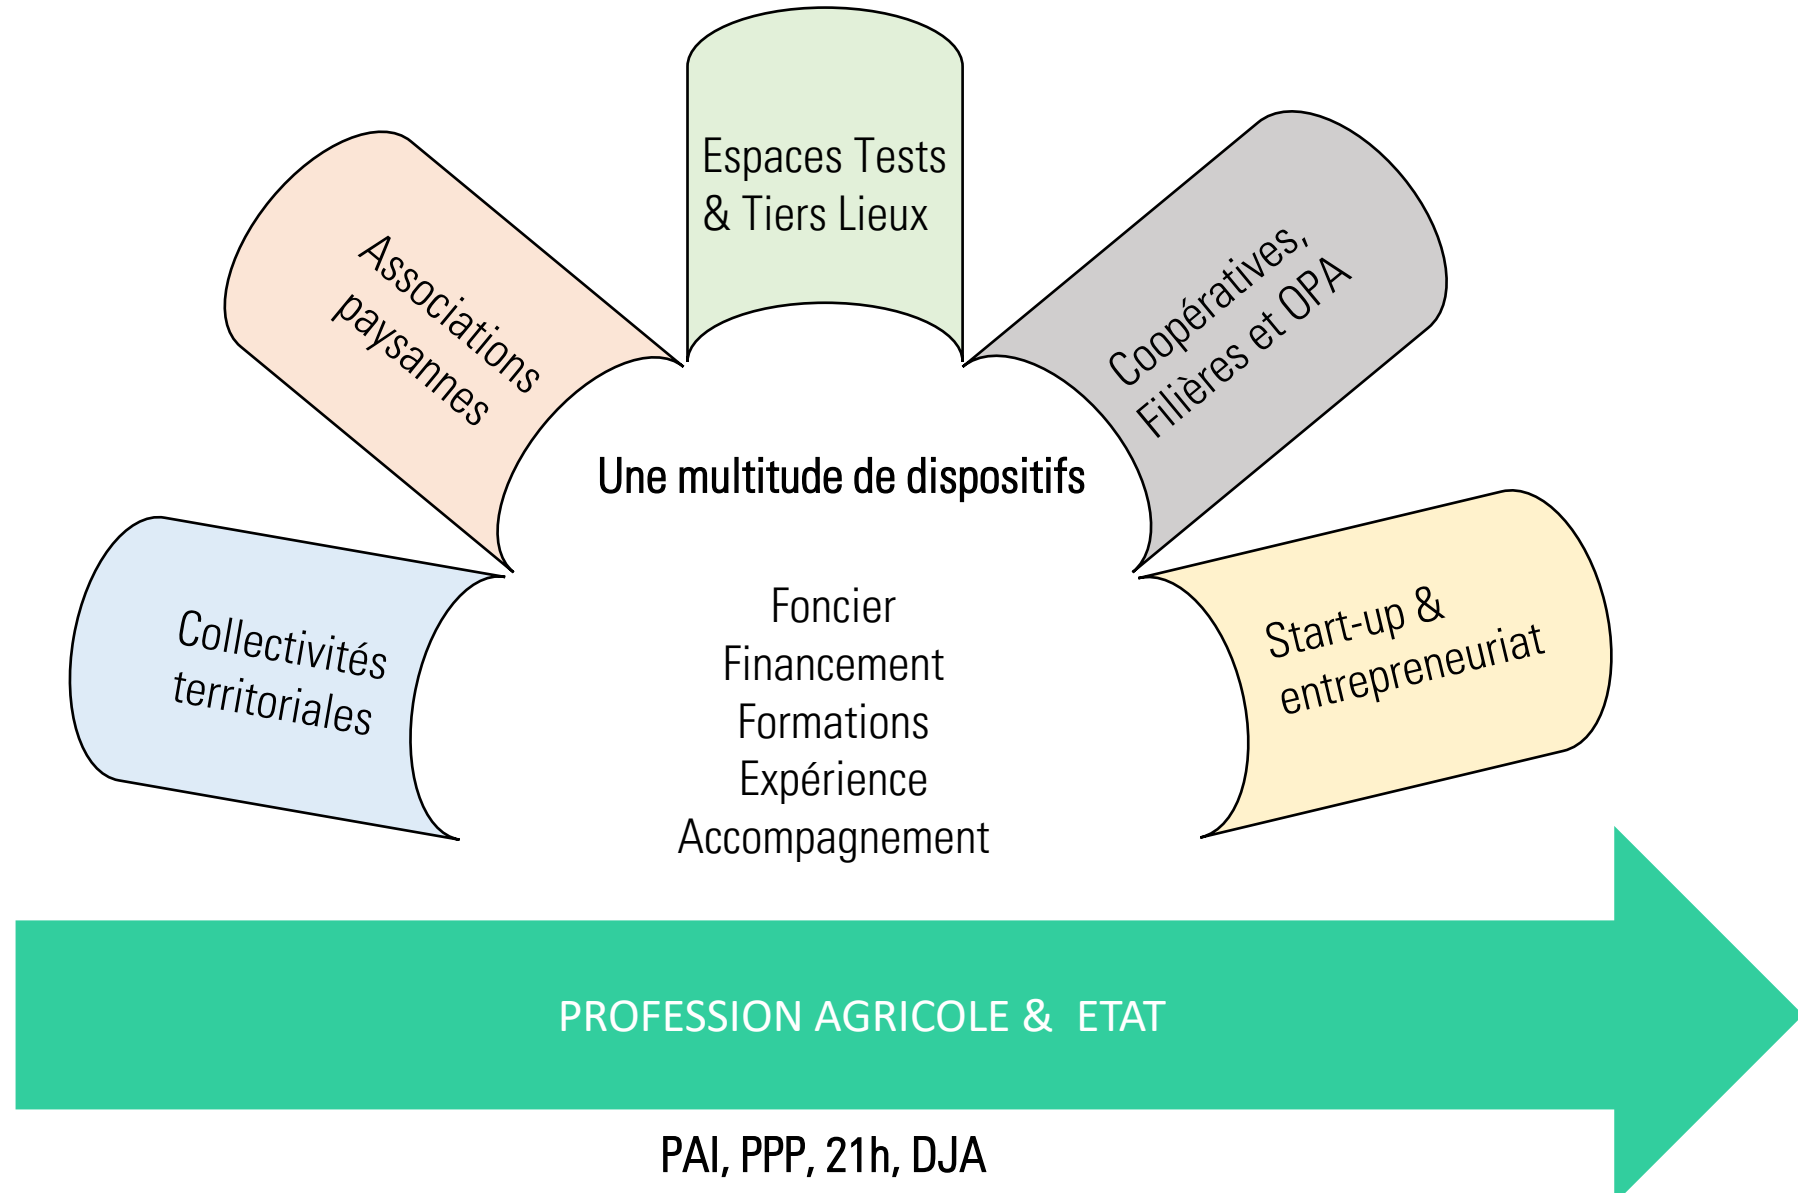 Espaces Tests
& Tiers Lieux
Associations
paysannes
Coopératives,
Filières et OPA
Collectivités
territoriales
Start-up &
entrepreneuriat
Une multitude de dispositifs
Foncier
Financement
Formations
Expérience
Accompagnement
PROFESSION AGRICOLE & ETAT
PAI, PPP, 21h, DJA